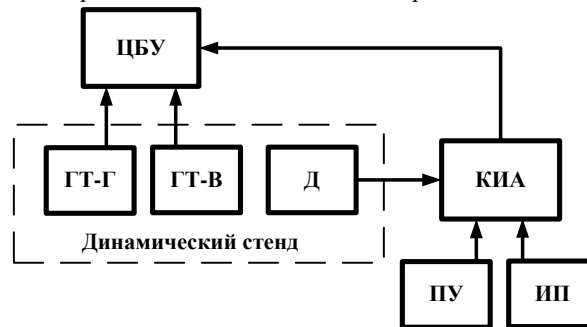 ЦБУ
ГТ-Г
ГТ-В
Д
КИА
Динамический стенд
ПУ
ИП